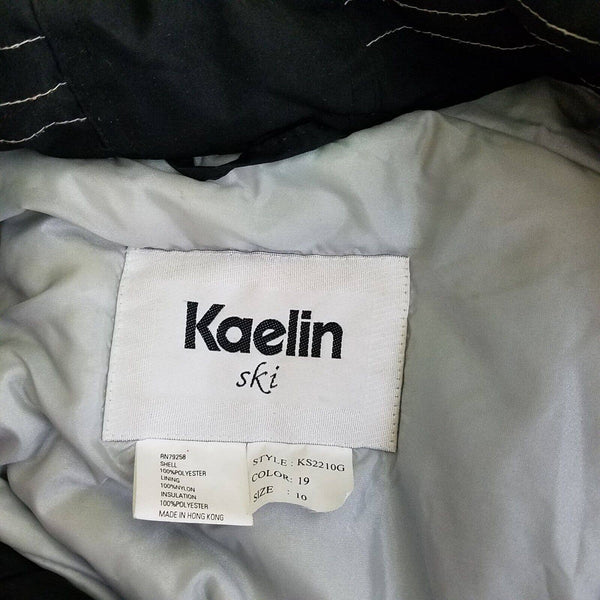 Kaelin
ski
RN79258
SHELL
100%POLYESTER
LINING
100%NYLON
INSULATION
100%POLYESTER
MADE IN HONG KONG
STYLE : KS2210G
COLOR: 19
SIZE : 10